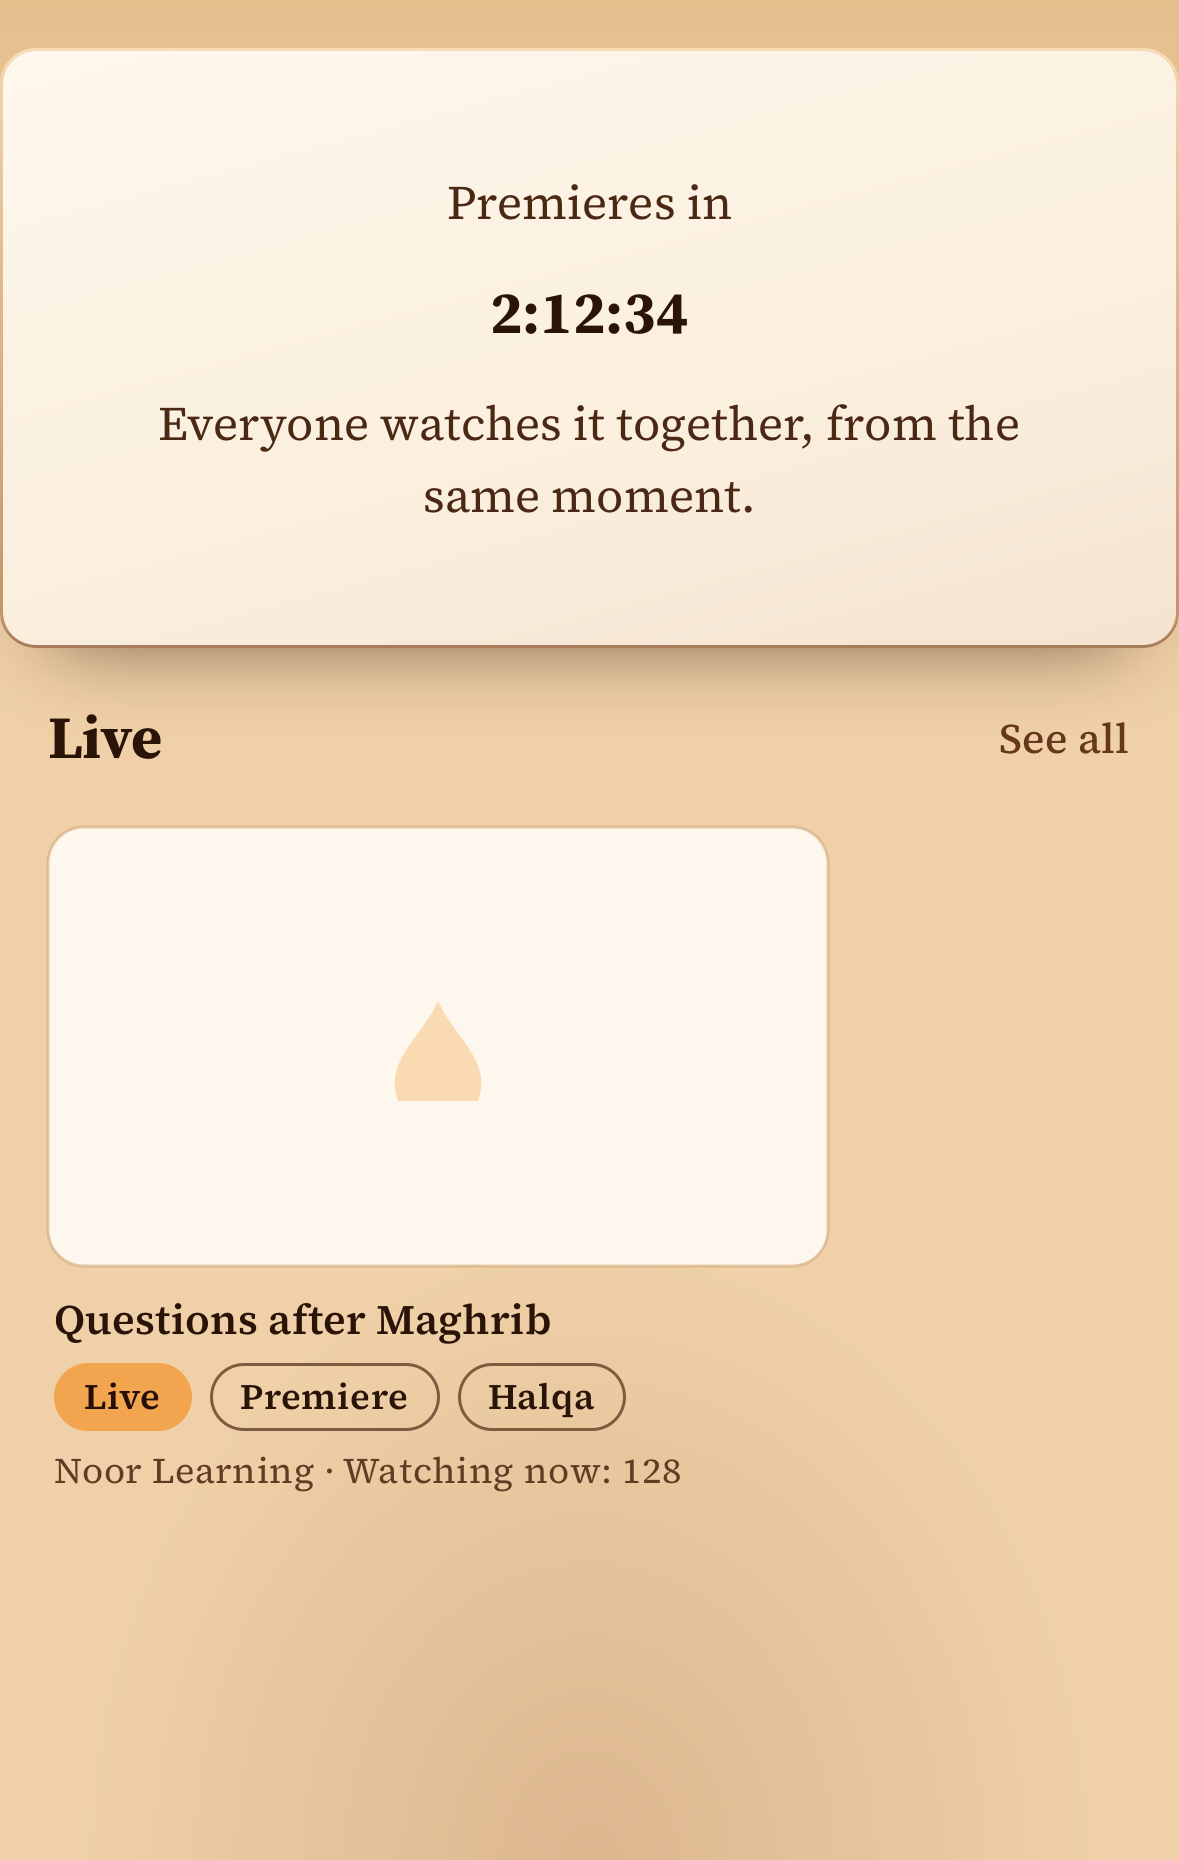 Premieres in
2:12:34
Everyone watches it together, from the
same moment.
Live
See all
Questions after Maghrib
Live
Premiere
Halqa
Noor Learning · Watching now: 128